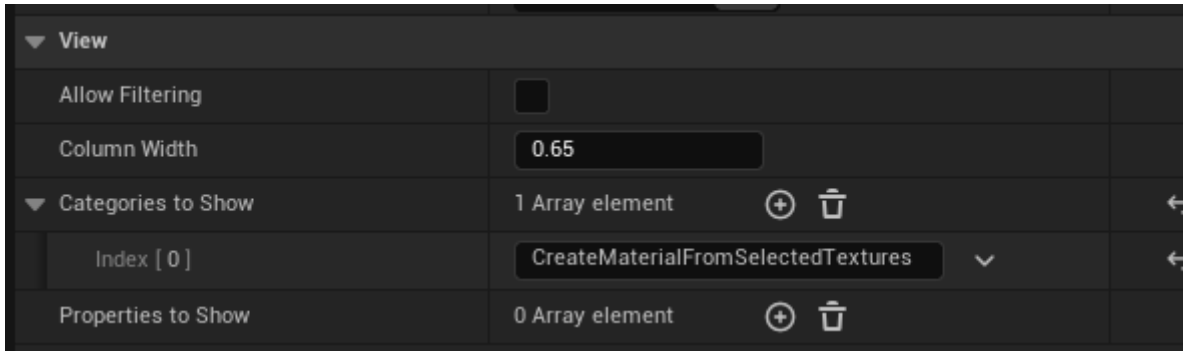 View
Allow Filtering
Column Width 0.65
Categories to Show 1 Array element
Index [ 0 ] CreateMaterialFromSelectedTextures
Properties to Show 0 Array element